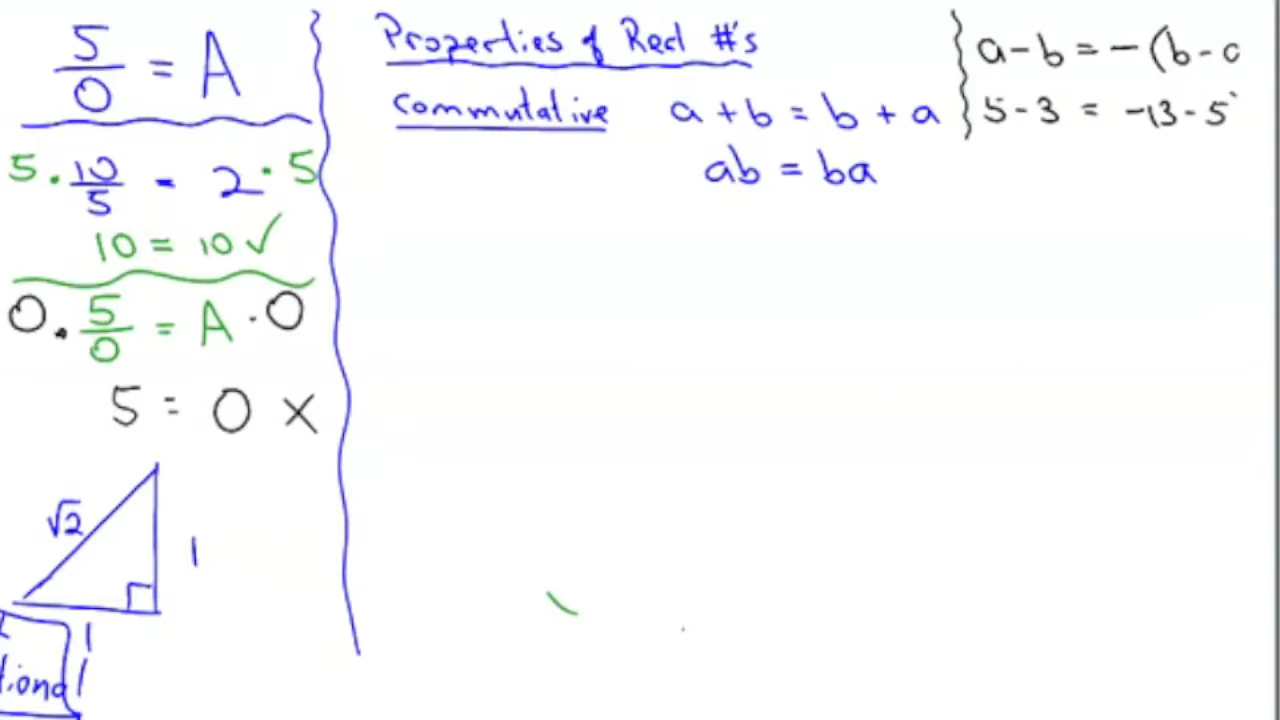 5/0 = A
5 · 10/5 = 2 · 5
10 = 10 ✓
0 · 5/0 = A · 0
5 = 0 ×
√2
1
1
tional
Properties of Real #'s
Commutative a + b = b + a
ab = ba
a - b = - (b -
5 - 3 = -(3 - 5